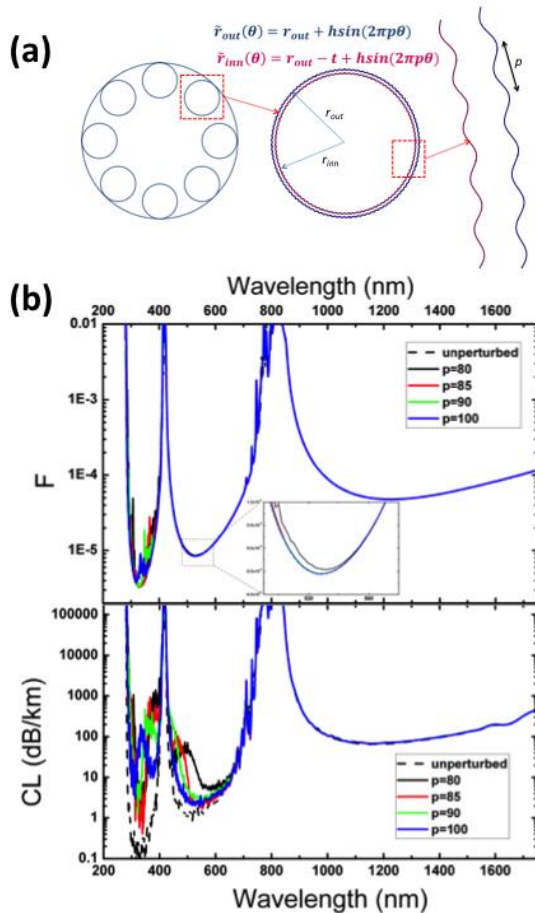 (a)
r̃out(θ) = rout + hsin(2πpθ)
r̃inn(θ) = rout − t + hsin(2πpθ)
rout
rinn
p
(b)
Wavelength (nm)
200 400 600 800 1000 1200 1400 1600
0.01
1E-3
1E-4
1E-5
F
unperturbed
p=80
p=85
p=90
p=100
100000
10000
1000
100
10
1
0.1
CL (dB/km)
unperturbed
p=80
p=85
p=90
p=100
200 400 600 800 1000 1200 1400 1600
Wavelength (nm)